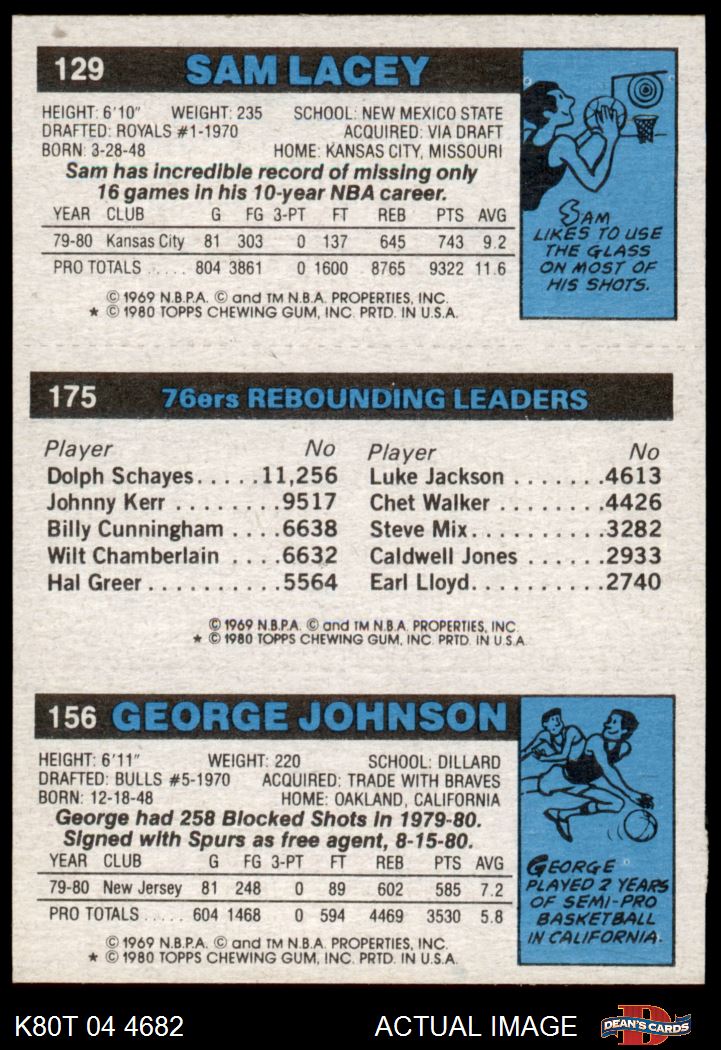 129 SAM LACEY
HEIGHT: 6'10" WEIGHT: 235 SCHOOL: NEW MEXICO STATE
DRAFTED: ROYALS #1-1970 ACQUIRED: VIA DRAFT
BORN: 3-28-48 HOME: KANSAS CITY, MISSOURI
Sam has incredible record of missing only
16 games in his 10-year NBA career.
YEAR CLUB G FG 3-PT FT REB PTS AVG
79-80 Kansas City 81 303 0 137 645 743 9.2
PRO TOTALS ..... 804 3861 0 1600 8765 9322 11.6
© 1969 N.B.P.A. © and TM N.B.A. PROPERTIES, INC.
★ © 1980 TOPPS CHEWING GUM, INC. PRTD. IN U.S.A.
SAM
LIKES TO USE
THE GLASS
ON MOST OF
HIS SHOTS.
175 76ers REBOUNDING LEADERS
Player No Player No
Dolph Schayes.....11,256 Luke Jackson.......4613
Johnny Kerr........9517 Chet Walker........4426
Billy Cunningham....6638 Steve Mix..........3282
Wilt Chamberlain....6632 Caldwell Jones......2933
Hal Greer..........5564 Earl Lloyd..........2740
© 1969 N.B.P.A. © and TM N.B.A. PROPERTIES, INC.
★ © 1980 TOPPS CHEWING GUM, INC. PRTD. IN U.S.A.
156 GEORGE JOHNSON
HEIGHT: 6'11" WEIGHT: 220 SCHOOL: DILLARD
DRAFTED: BULLS #5-1970 ACQUIRED: TRADE WITH BRAVES
BORN: 12-18-48 HOME: OAKLAND, CALIFORNIA
George had 258 Blocked Shots in 1979-80.
Signed with Spurs as free agent, 8-15-80.
YEAR CLUB G FG 3-PT FT REB PTS AVG
79-80 New Jersey 81 248 0 89 602 585 7.2
PRO TOTALS ..... 604 1468 0 594 4469 3530 5.8
© 1969 N.B.P.A. © and TM N.B.A. PROPERTIES, INC.
★ © 1980 TOPPS CHEWING GUM, INC. PRTD. IN U.S.A.
GEORGE
PLAYED 2 YEARS
OF SEMI-PRO
BASKETBALL
IN CALIFORNIA.
K80T 04 4682 ACTUAL IMAGE D DEAN'S CARDS